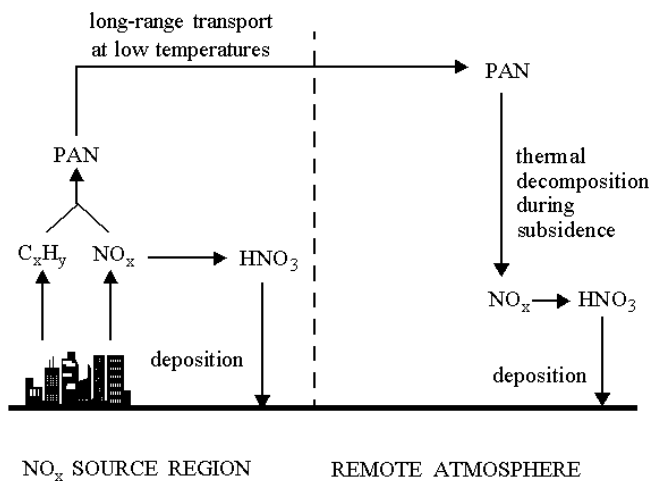 long-range transport
at low temperatures
PAN
PAN
thermal
decomposition
during
subsidence
CxHy
NOx
HNO3
NOx
HNO3
deposition
deposition
NOx SOURCE REGION
REMOTE ATMOSPHERE